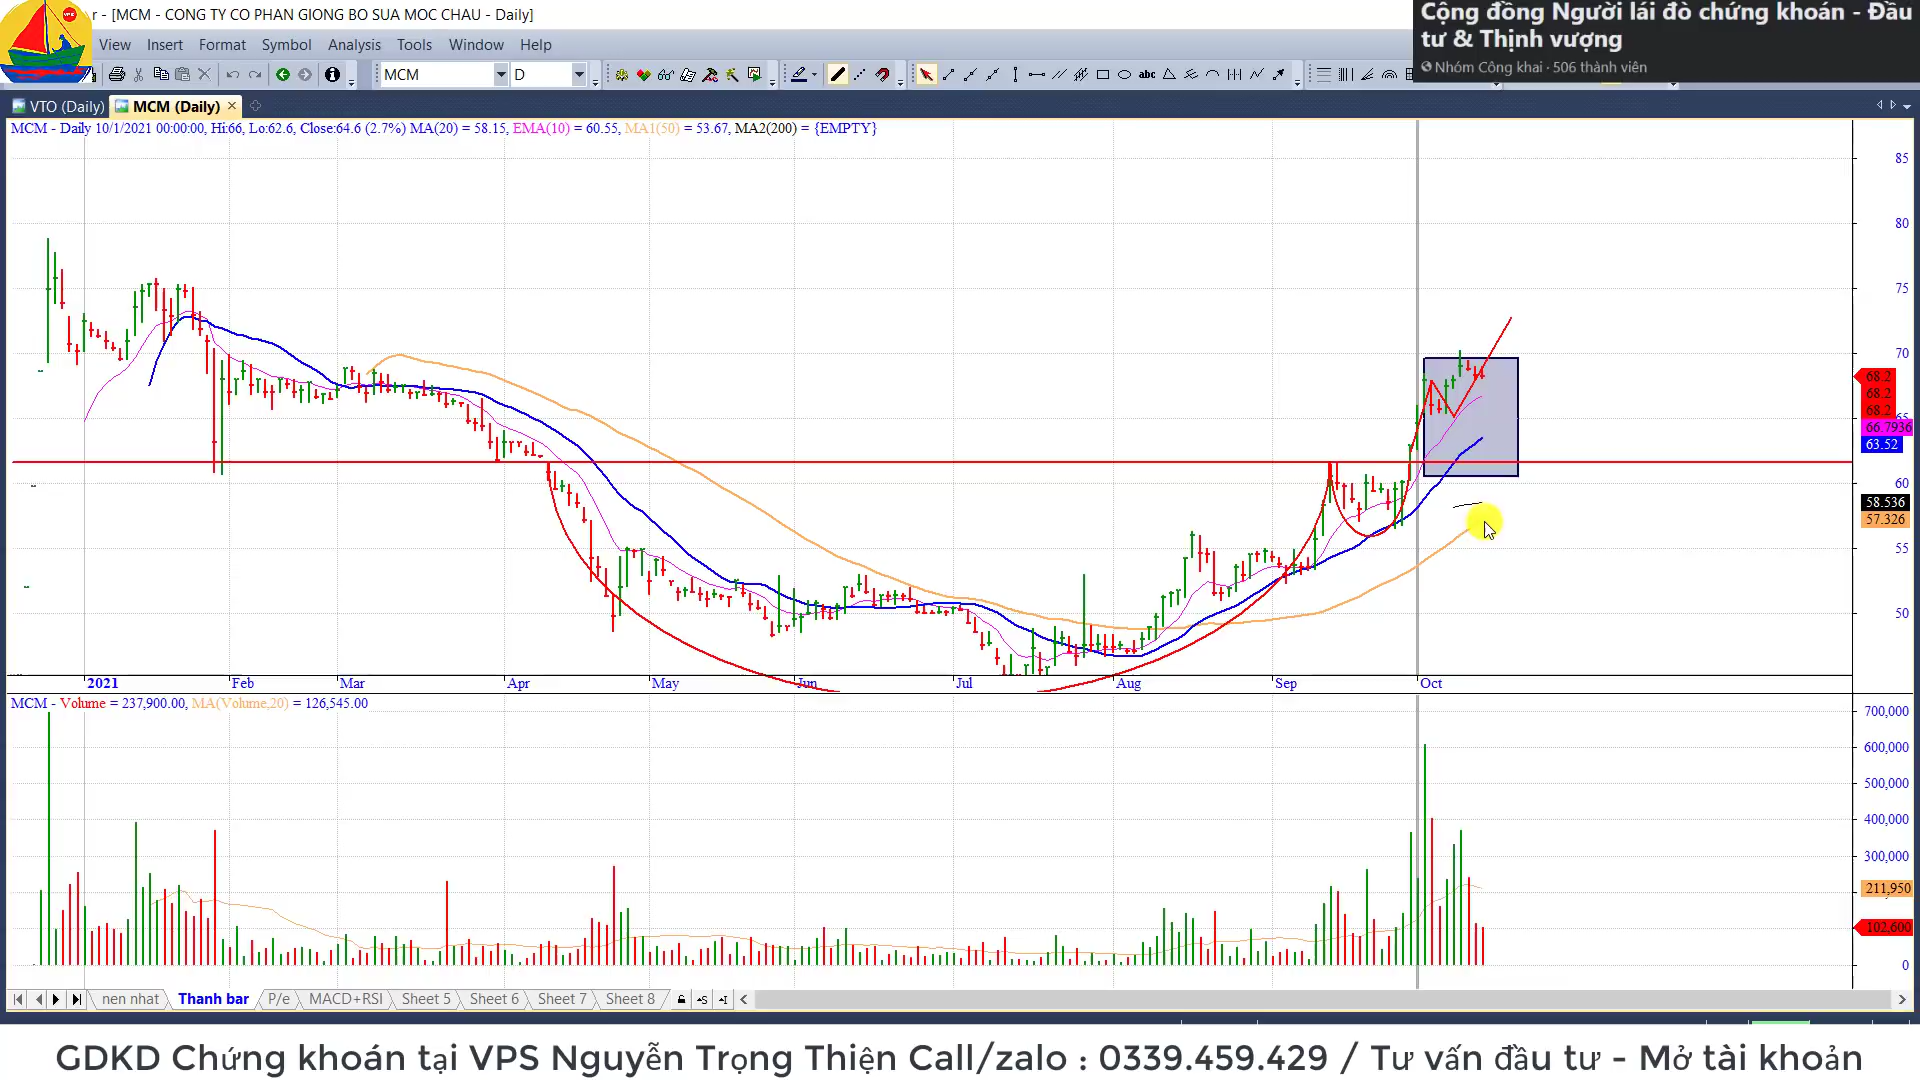 r - [MCM - CONG TY CO PHAN GIONG BO SUA MOC CHAU - Daily]
Cộng đồng Người lái đò chứng khoán - Đầu
tư & Thịnh vượng
Nhóm Công khai · 506 thành viên
View Insert Format Symbol Analysis Tools Window Help
MCM D abc
VTO (Daily) MCM (Daily)
MCM - Daily 10/1/2021 00:00:00, Hi:66, Lo:62.6, Close:64.6 (2.7%) MA(20) = 58.15, EMA(10) = 60.55, MA1(50) = 53.67, MA2(200) = {EMPTY}
85
80
75
70
68.2
68.2
68.2
65
66.7936
63.52
60
58.536
57.326
55
50
2021 Feb Mar Apr May Jun Jul Aug Sep Oct
MCM - Volume = 237,900.00, MA(Volume,20) = 126,545.00
700,000
600,000
500,000
400,000
300,000
211,950
102,600
0
nen nhat Thanh bar P/e MACD+RSI Sheet 5 Sheet 6 Sheet 7 Sheet 8
GDKD Chứng khoán tại VPS Nguyễn Trọng Thiện Call/zalo : 0339.459.429 / Tư vấn đầu tư - Mở tài khoản